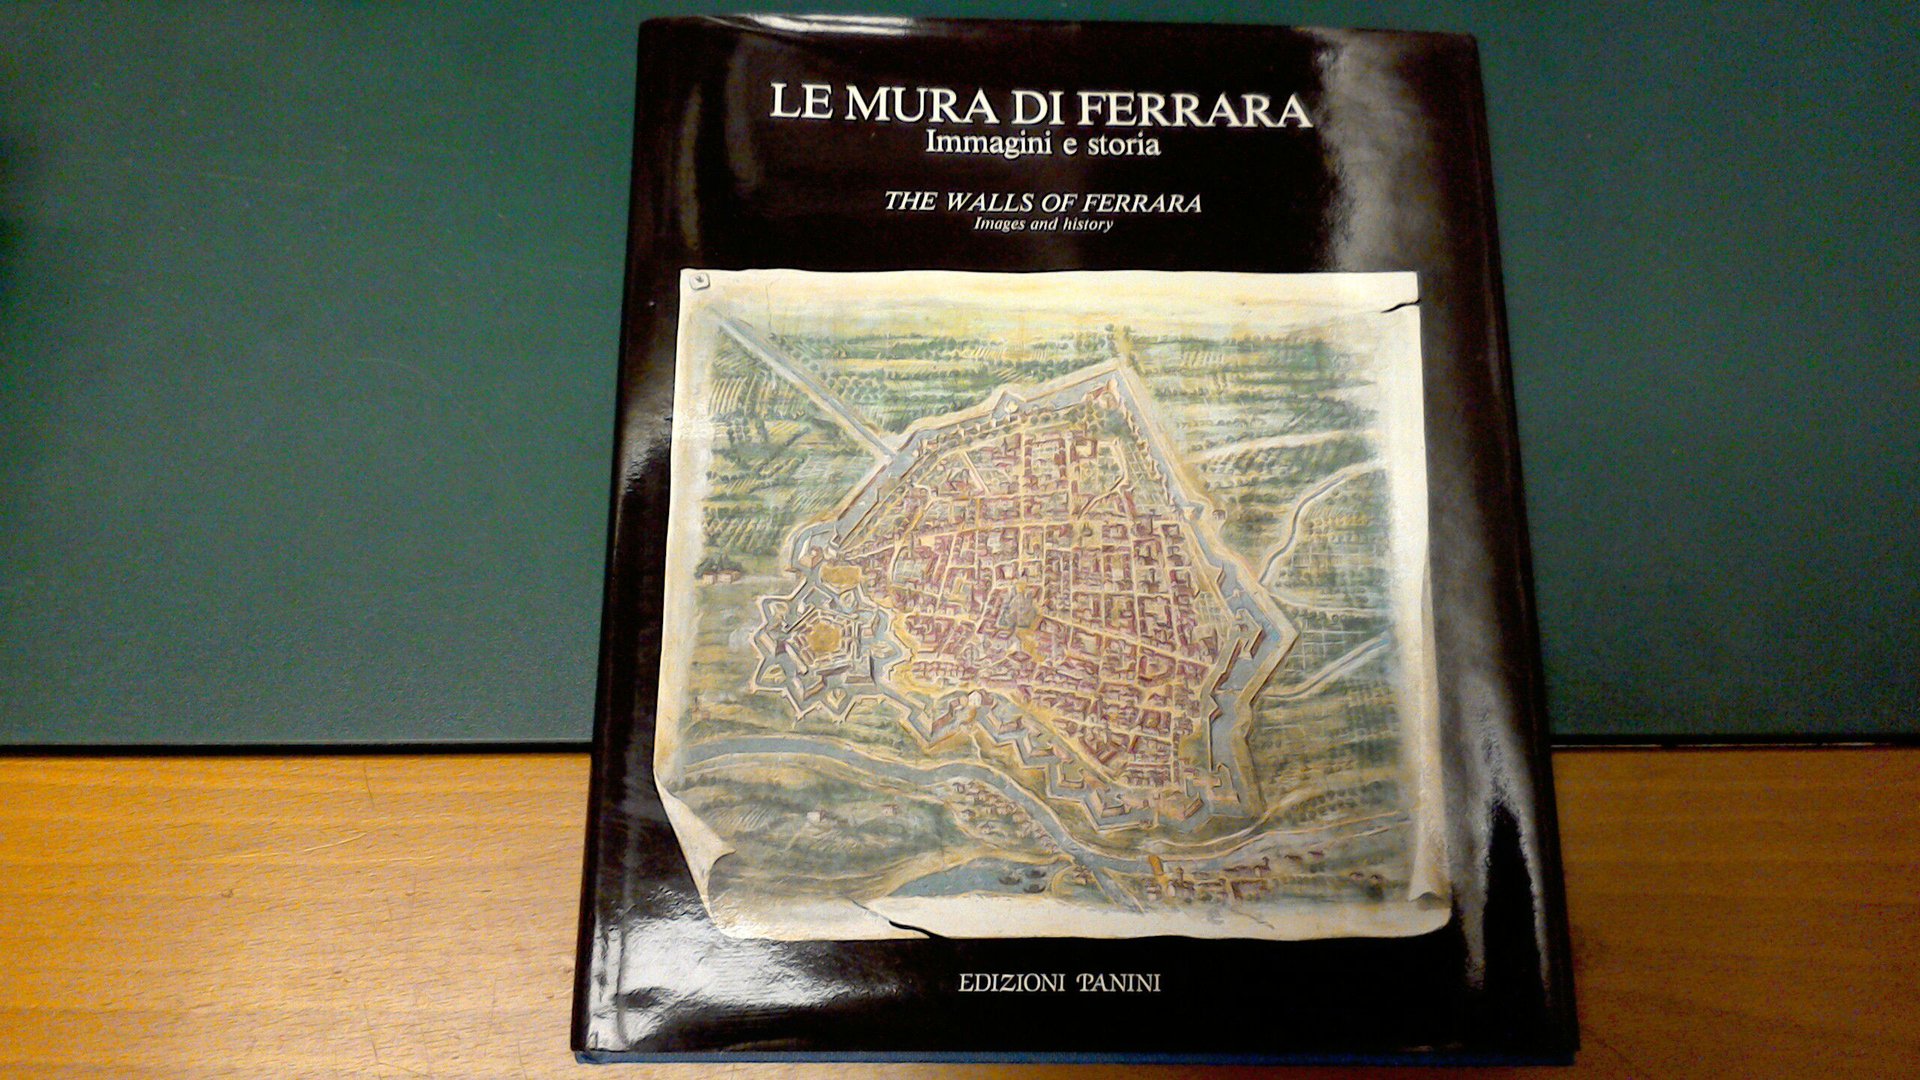 LE MURA DI FERRARA
Immagini e storia
THE WALLS OF FERRARA
Images and history
EDIZIONI PANINI